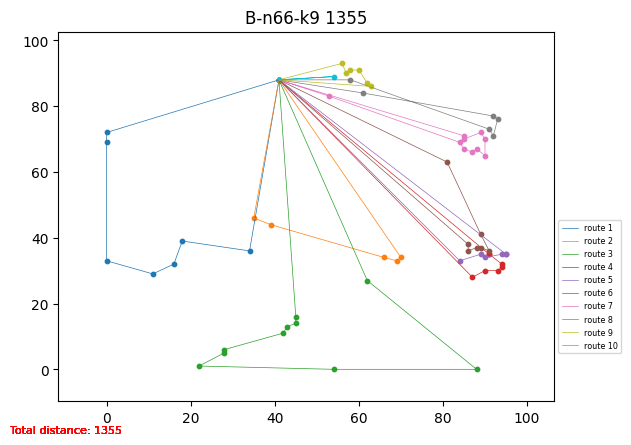 B-n66-k9 1355
100
80
60
40
20
0
0
20
40
60
80
100
route 1
route 2
route 3
route 4
route 5
route 6
route 7
route 8
route 9
route 10
Total distance: 1355